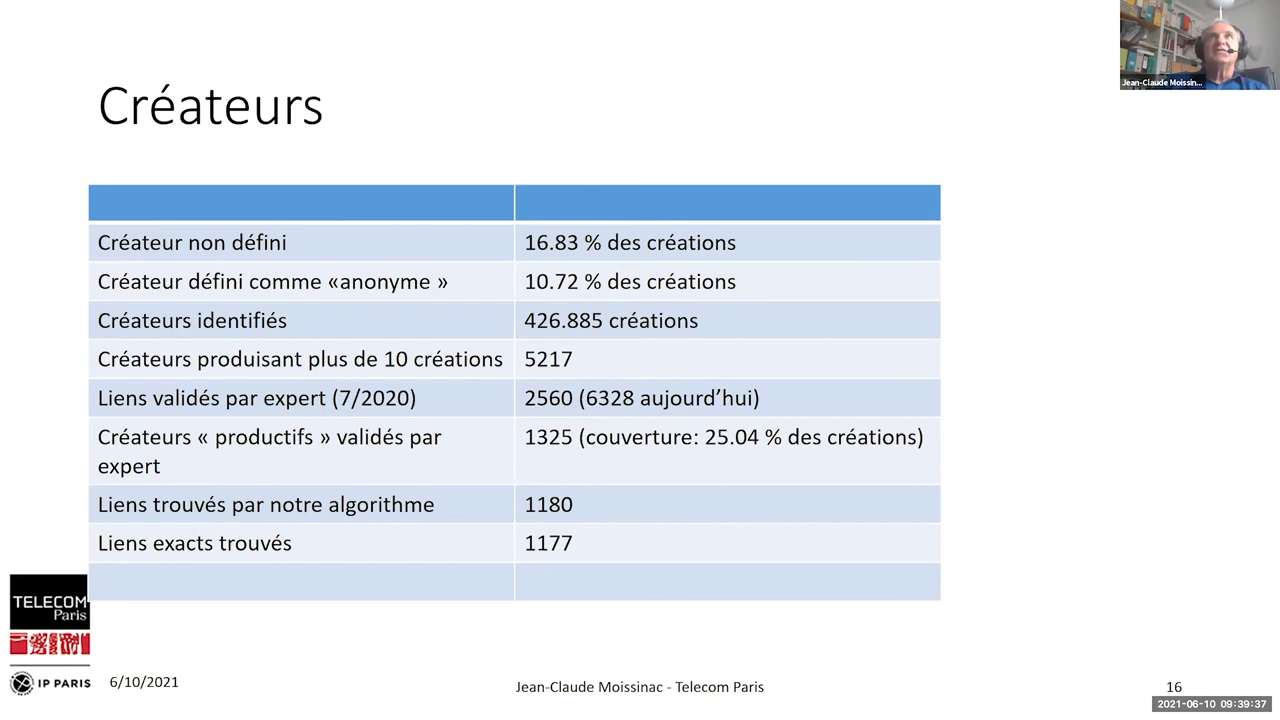 Jean-Claude Moissin...
Créateurs
Créateur non défini 16.83 % des créations
Créateur défini comme «anonyme » 10.72 % des créations
Créateurs identifiés 426.885 créations
Créateurs produisant plus de 10 créations 5217
Liens validés par expert (7/2020) 2560 (6328 aujourd’hui)
Créateurs « productifs » validés par 1325 (couverture: 25.04 % des créations)
expert
Liens trouvés par notre algorithme 1180
Liens exacts trouvés 1177
TELECOM
Paris
IP PARIS
6/10/2021
Jean-Claude Moissinac - Telecom Paris
16
2021-06-10 09:39:37